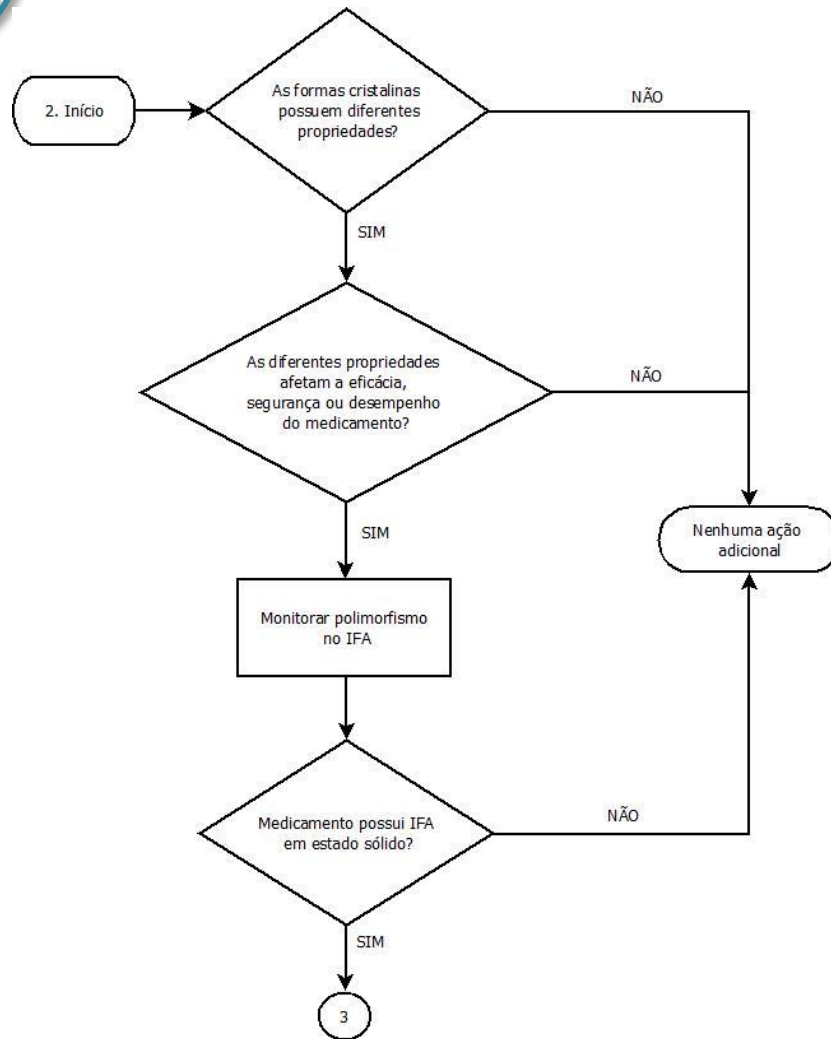 2. Início
As formas cristalinas
possuem diferentes
propriedades?
NÃO
SIM
As diferentes propriedades
afetam a eficácia,
segurança ou desempenho
do medicamento?
NÃO
SIM
Nenhuma ação
adicional
Monitorar polimorfismo
no IFA
Medicamento possui IFA
em estado sólido?
NÃO
SIM
3